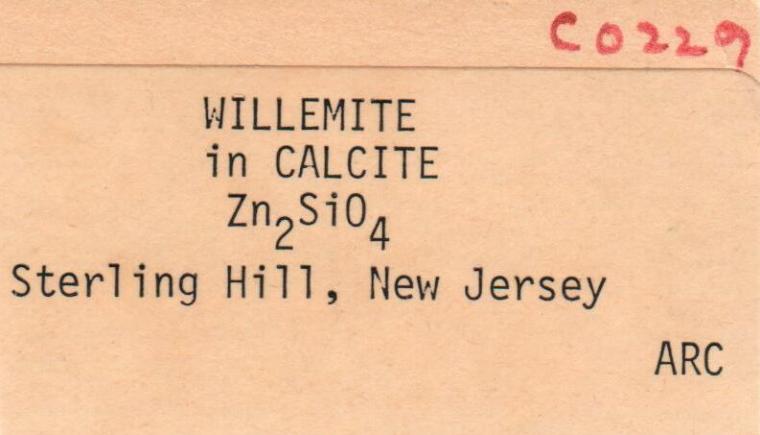 C0229
WILLEMITE
in CALCITE
Zn₂SiO₄
Sterling Hill, New Jersey
ARC